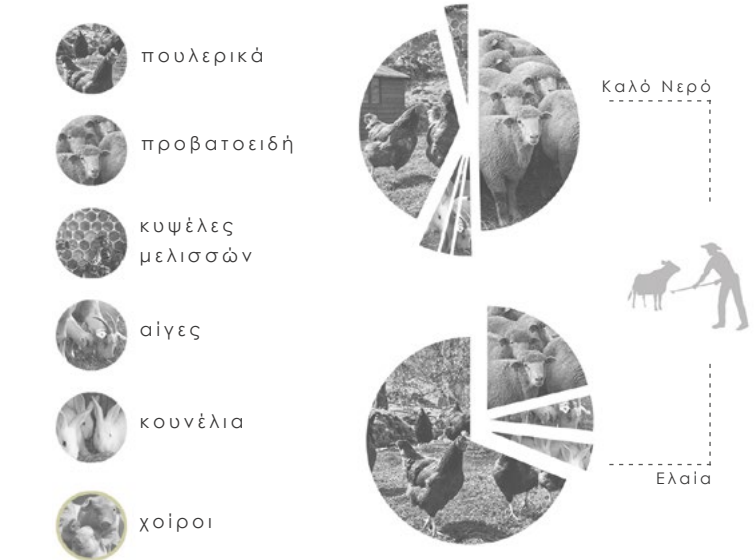 πουλερικά
προβατοειδή
κυψέλες
μελισσών
αίγες
κουνέλια
χοίροι
Καλό Νερό
Ελαία